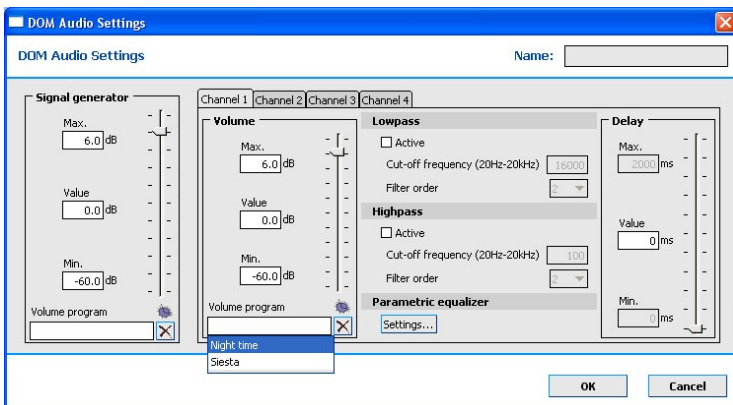 DOM Audio Settings
DOM Audio Settings
Name:
Signal generator
Max.
6.0 dB
Value
0.0 dB
Min.
-60.0 dB
Volume program
Channel 1 Channel 2 Channel 3 Channel 4
Volume
Max.
6.0 dB
Value
0.0 dB
Min.
-60.0 dB
Volume program
Night time
Siesta
Lowpass
Active
Cut-off frequency (20Hz-20kHz) 16000
Filter order 2
Highpass
Active
Cut-off frequency (20Hz-20kHz) 100
Filter order 2
Parametric equalizer
Settings...
Delay
Max.
2000 ms
Value
0 ms
Min.
0 ms
OK Cancel